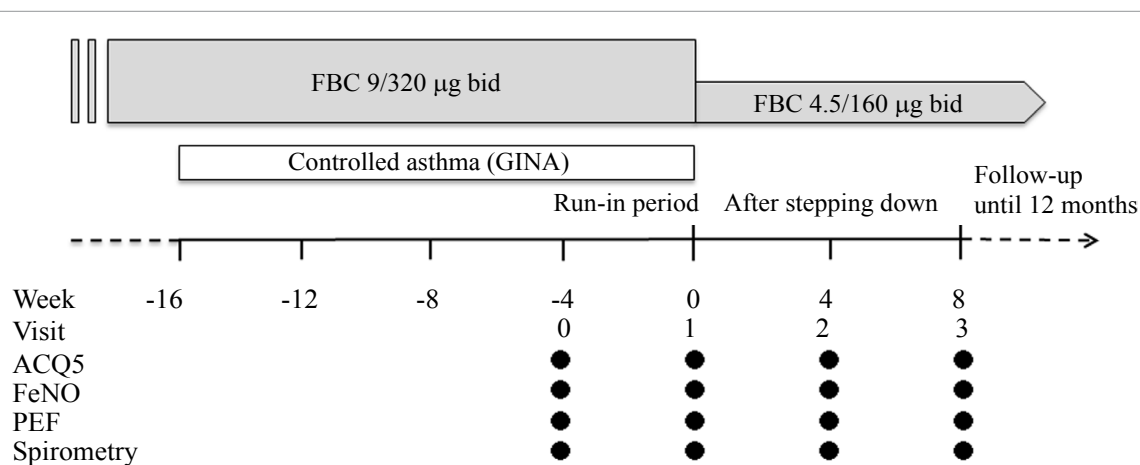 FBC 9/320 μg bid
FBC 4.5/160 μg bid
Controlled asthma (GINA)
Follow-up
Run-in period After stepping down until 12 months
Week -16 -12 -8 -4 0 4 8
Visit 0 1 2 3
ACQ5
FeNO
PEF
Spirometry